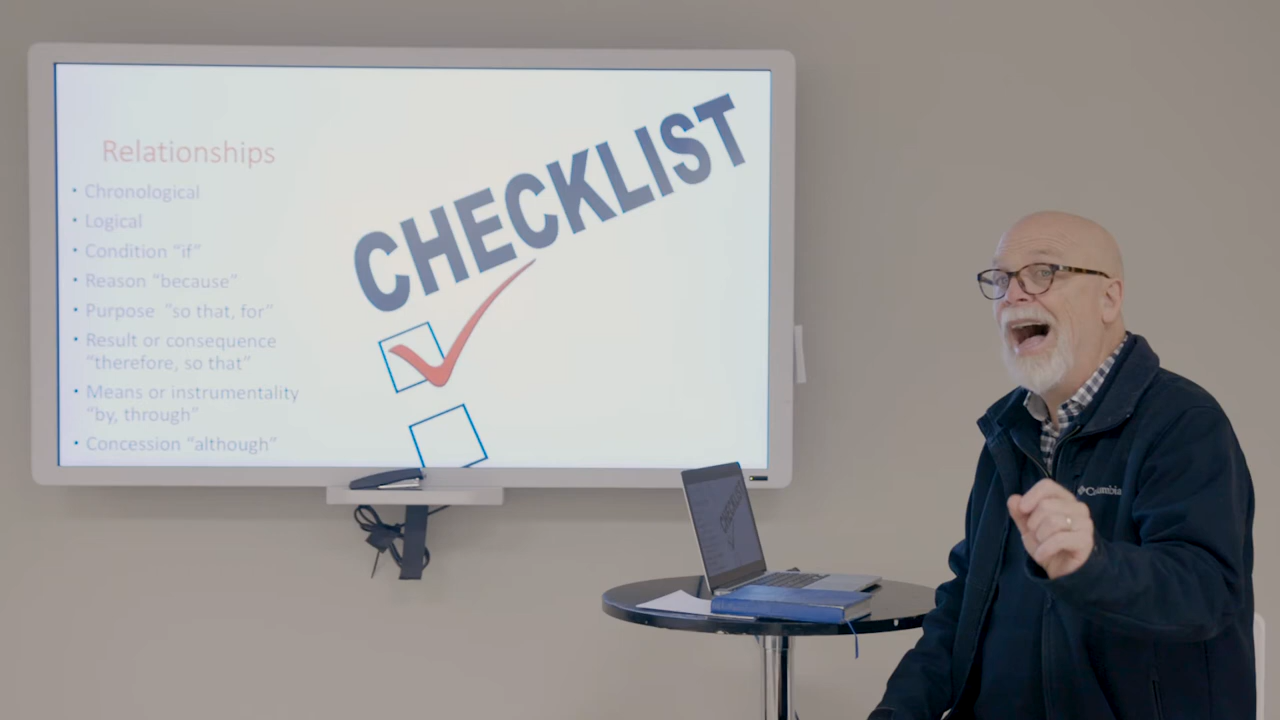 Relationships
• Chronological
• Logical
• Condition “if”
• Reason “because”
• Purpose “so that, for”
• Result or consequence
“therefore, so that”
• Means or instrumentality
“by, through”
• Concession “although”
CHECKLIST
Columbia
CHECKLIST